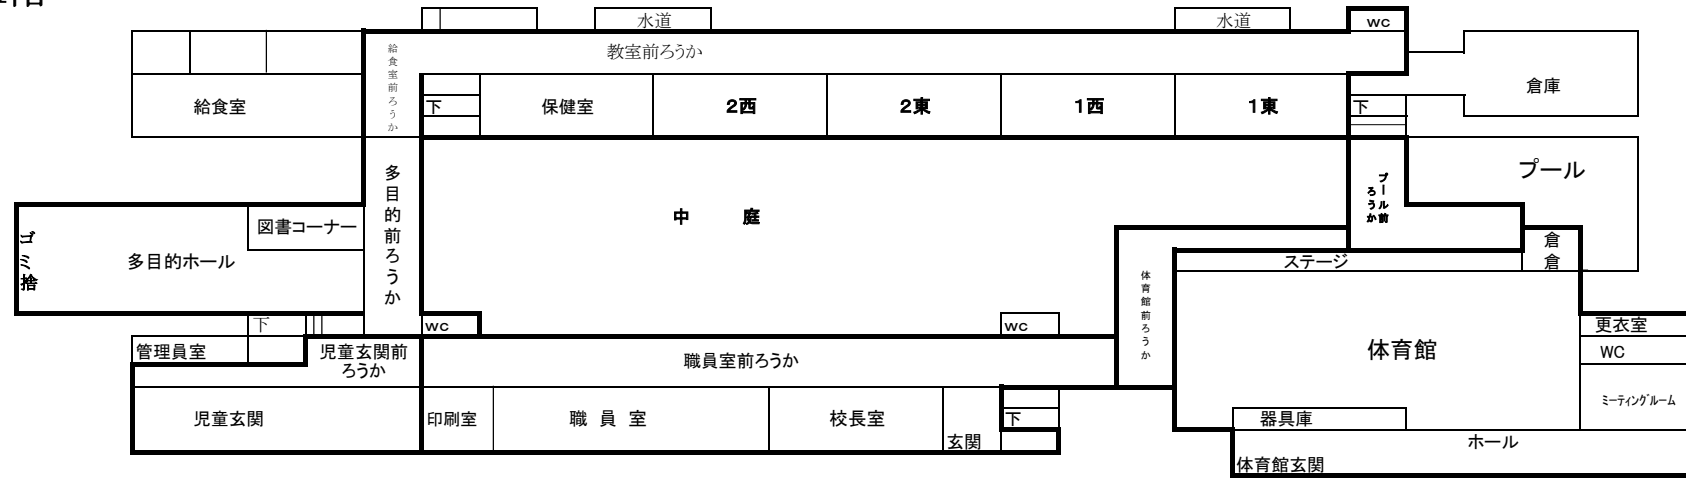 水道
水道
WC
教室前ろうか
給食室前ろうか
給食室
下
保健室
2西
2東
1西
1東
下
倉庫
プール
多目的前ろうか
中　庭
プール前
ろうか
図書コーナー
ゴミ捨
多目的ホール
倉
倉
ステージ
体育館前ろうか
下
WC
WC
更衣室
管理員室
児童玄関前
ろうか
職員室前ろうか
体育館
WC
ミーティングルーム
児童玄関
印刷室
職 員 室
校長室
玄関
下
器具庫
ホール
体育館玄関